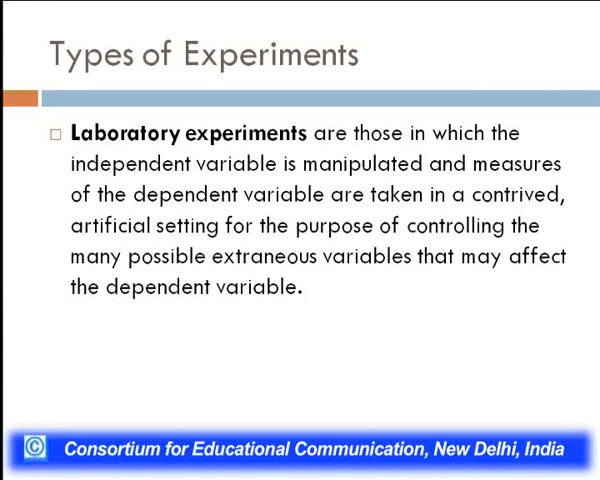 Types of Experiments
Laboratory experiments are those in which the
independent variable is manipulated and measures
of the dependent variable are taken in a contrived,
artificial setting for the purpose of controlling the
many possible extraneous variables that may affect
the dependent variable.
© Consortium for Educational Communication, New Delhi, India